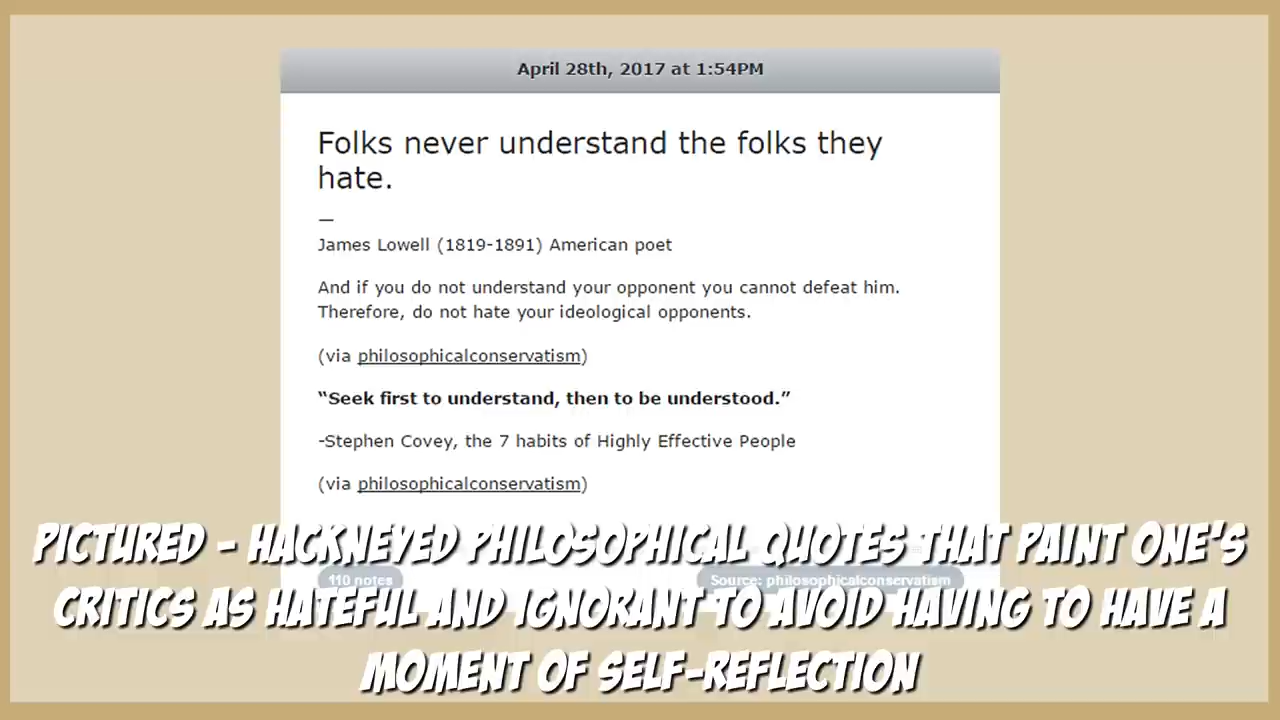 April 28th, 2017 at 1:54PM
Folks never understand the folks they
hate.
—
James Lowell (1819-1891) American poet
And if you do not understand your opponent you cannot defeat him.
Therefore, do not hate your ideological opponents.
(via philosophicalconservatism)
“Seek first to understand, then to be understood.”
-Stephen Covey, the 7 habits of Highly Effective People
(via philosophicalconservatism)
PICTURED - HACKNEYED PHILOSOPHICAL QUOTES THAT PAINT ONE'S
110 notes
Source: philosophicalconservatism
CRITICS AS HATEFUL AND IGNORANT TO AVOID HAVING TO HAVE A
MOMENT OF SELF-REFLECTION